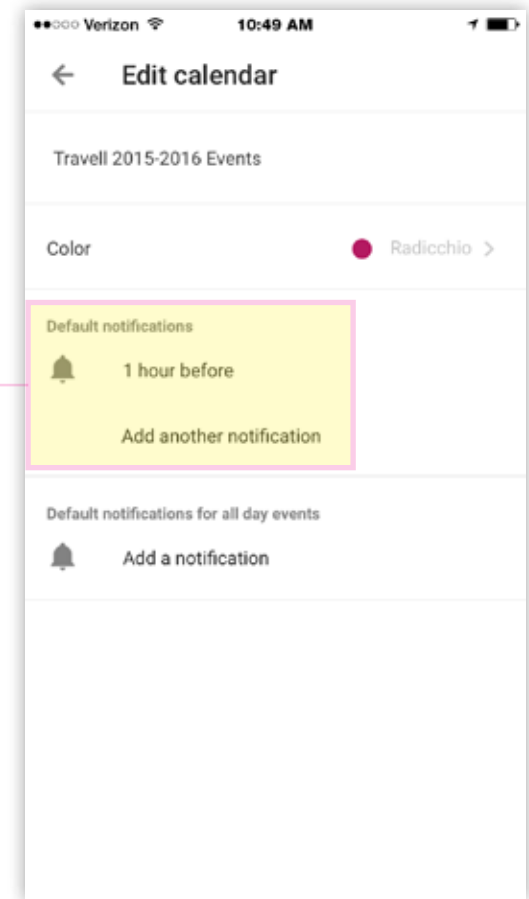 Verizon 10:49 AM
Edit calendar
Travell 2015-2016 Events
Color Radicchio
Default notifications
1 hour before
Add another notification
Default notifications for all day events
Add a notification